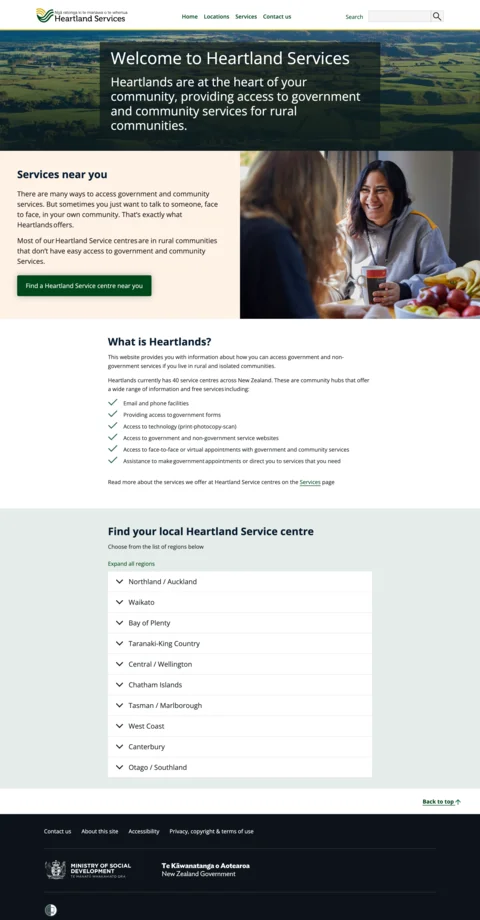 Heartland Services
Home Locations Services Contact us
Search
Welcome to Heartland Services
Heartlands are at the heart of your
community, providing access to government
and community services for rural
communities.
Services near you
There are many ways to access government and community
services. But sometimes you just want to talk to someone, face
to face, in your own community. That's exactly what
Heartlands offers.
Most of our Heartland Service centres are in rural communities
that don't have easy access to government and community
Services.
Find a Heartland Service centre near you
What is Heartlands?
This website provides you with information about how you can access government and non-
government services if you live in rural and isolated communities.
Heartlands currently has 40 service centres across New Zealand. These are community hubs that offer
a wide range of information and free services including:
Email and phone facilities
Providing access to government forms
Access to technology (print-photocopy-scan)
Access to government and non-government service websites
Access to face-to-face or virtual appointments with government and community services
Assistance to make government appointments or direct you to services that you need
Read more about the services we offer at Heartland Service centres on the Services page
Find your local Heartland Service centre
Choose from the list of regions below
Expand all regions
Northland / Auckland
Waikato
Bay of Plenty
Taranaki-King Country
Central / Wellington
Chatham Islands
Tasman / Marlborough
West Coast
Canterbury
Otago / Southland
Back to top
Contact us About this site Accessibility Privacy, copyright & terms of use
MINISTRY OF SOCIAL
DEVELOPMENT
TE MANATŪ WHAKAHIATO ORA
Te Kāwanatanga o Aotearoa
New Zealand Government